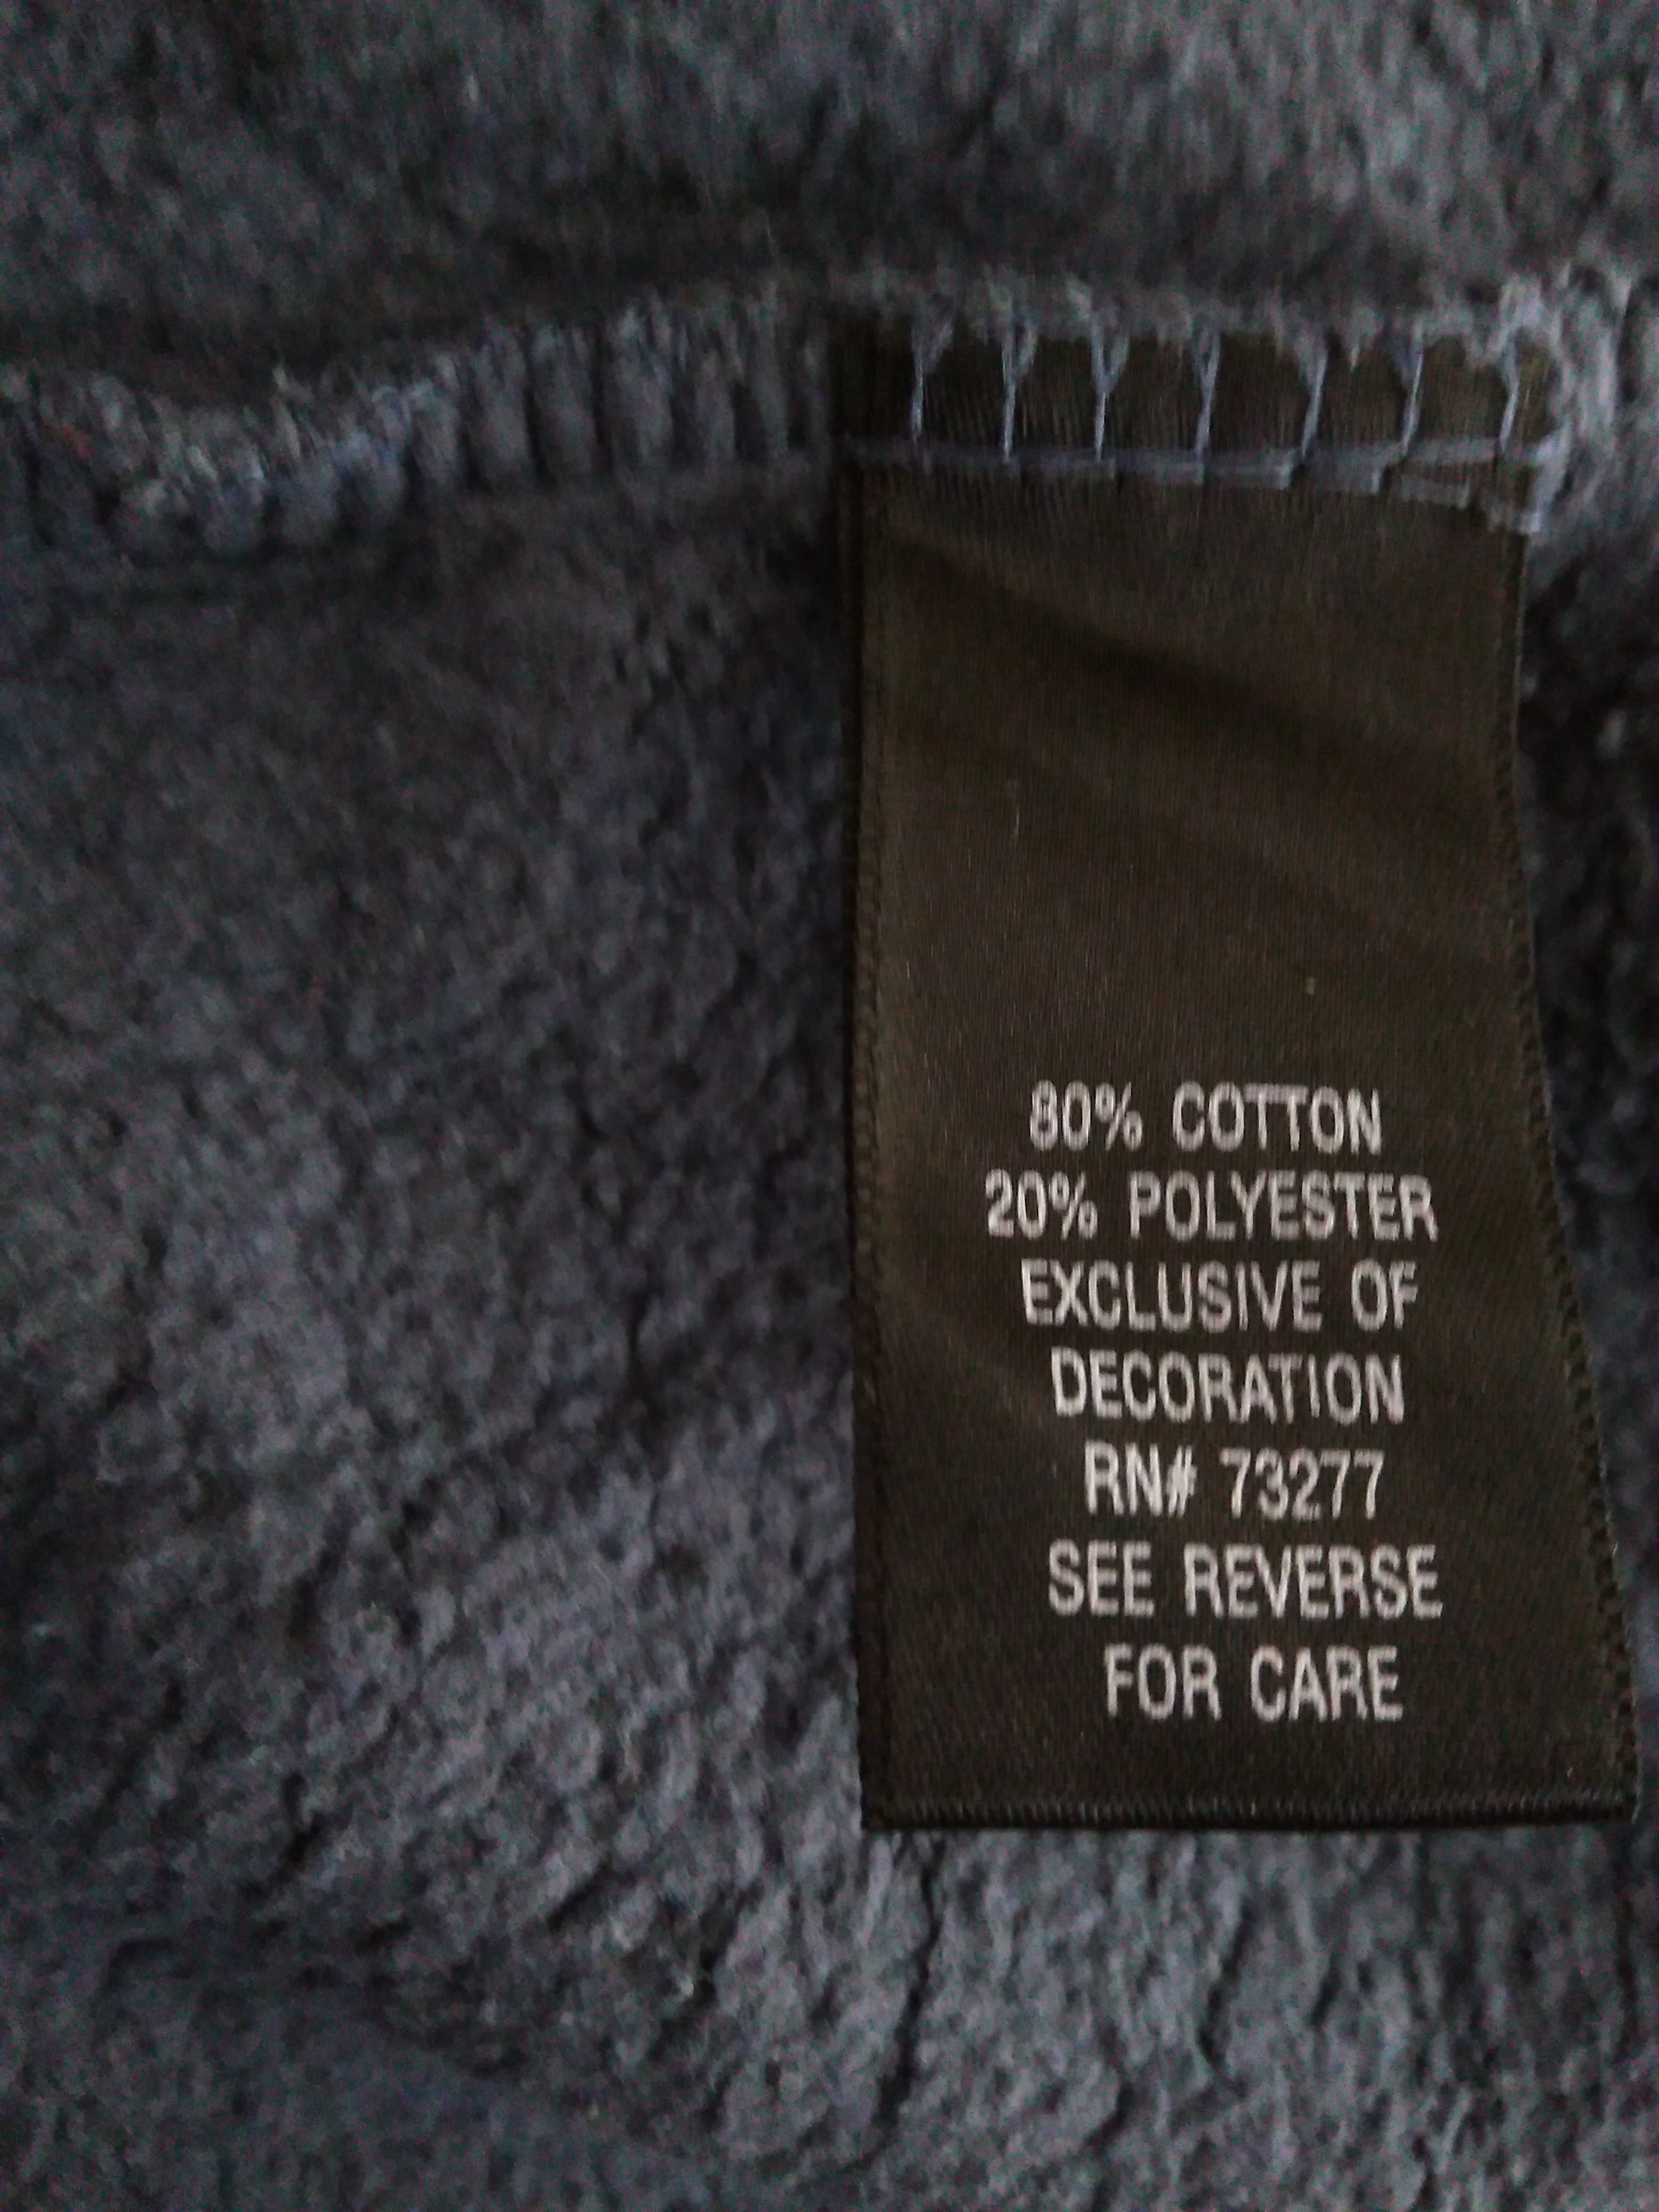 80% COTTON
20% POLYESTER
EXCLUSIVE OF
DECORATION
RN# 73277
SEE REVERSE
FOR CARE